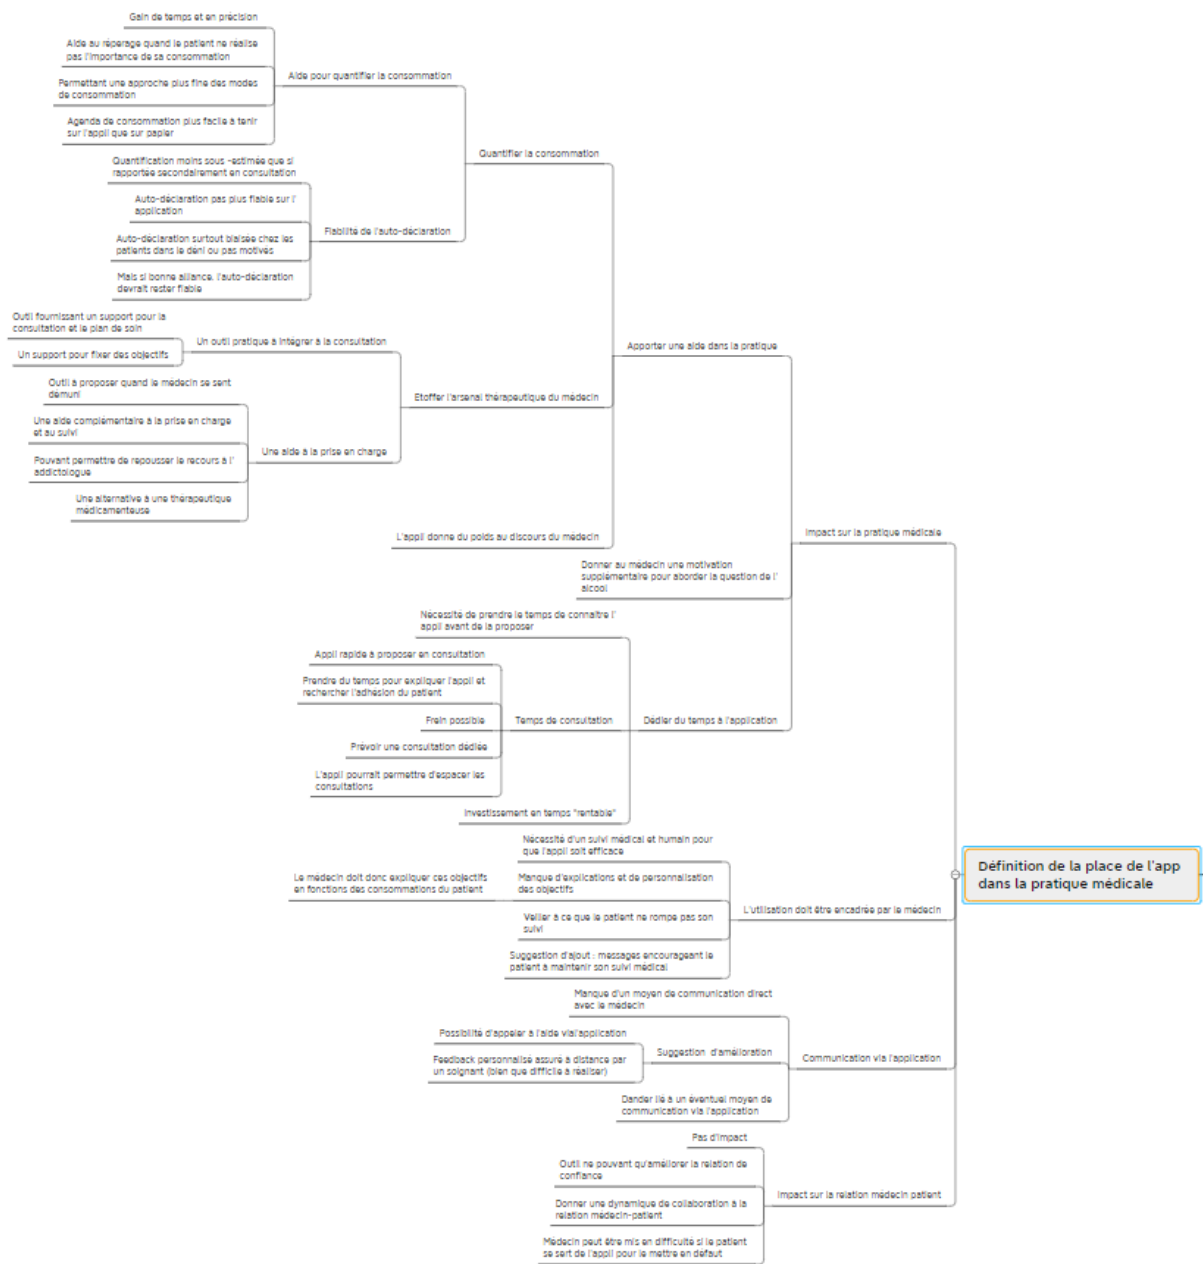 Gain de temps et en précision
Aide au repérage quand le patient ne réalise
pas l'importance de sa consommation
Aide pour quantifier la consommation
Permettant une approche plus fine des modes
de consommation
Agenda de consommation plus facile à tenir
sur l'appli que sur papier
Quantifier la consommation
Quantification moins sous -estimée que si
rapportée secondairement en consultation
Auto-déclaration pas plus fiable sur l'
application
Fiabilité de l'auto-déclaration
Auto-déclaration surtout biaisée chez les
patients dans le déni ou pas motivés
Mais si bonne alliance, l'auto-déclaration
devrait rester fiable
Outil fournissant un support pour la
consultation et le plan de soin
Un outil pratique à intégrer à la consultation
Un support pour fixer des objectifs
Apporter une aide dans la pratique
Outil à proposer quand le médecin se sent
démuni
Etoffer l'arsenal thérapeutique du médecin
Une aide complémentaire à la prise en charge
et au suivi
Une aide à la prise en charge
Pouvant permettre de repousser le recours à l'
addictologue
Une alternative à une thérapeutique
médicamenteuse
L'appli donne du poids au discours du médecin
Impact sur la pratique médicale
Donner au médecin une motivation
supplémentaire pour aborder la question de l'
alcool
Nécessité de prendre le temps de connaître l'
appli avant de la proposer
Appli rapide à proposer en consultation
Prendre du temps pour expliquer l'appli et
rechercher l'adhésion du patient
Frein possible
Temps de consultation
Dédier du temps à l'application
Prévoir une consultation dédiée
L'appli pourrait permettre d'espacer les
consultations
Investissement en temps "rentable"
Nécessité d'un suivi médical et humain pour
que l'appli soit efficace
Le médecin doit donc expliquer ces objectifs
en fonctions des consommations du patient
Manque d'explications et de personnalisation
des objectifs
L'utilisation doit être encadrée par le médecin
Veiller à ce que le patient ne rompe pas son
suivi
Suggestion d'ajout : messages encourageant le
patient à maintenir son suivi médical
Définition de la place de l'app
dans la pratique médicale
Manque d'un moyen de communication direct
avec le médecin
Possibilité d'appeler à l'aide vial'application
Suggestion d'amélioration
Feedback personnalisé assuré à distance par
un soignant (bien que difficile à réaliser)
Communication via l'application
Dander lié à un éventuel moyen de
communication via l'application
Pas d'impact
Outil ne pouvant qu'améliorer la relation de
confiance
Impact sur la relation médecin patient
Donner une dynamique de collaboration à la
relation médecin-patient
Médecin peut être mis en difficulté si le patient
se sert de l'appli pour le mettre en défaut